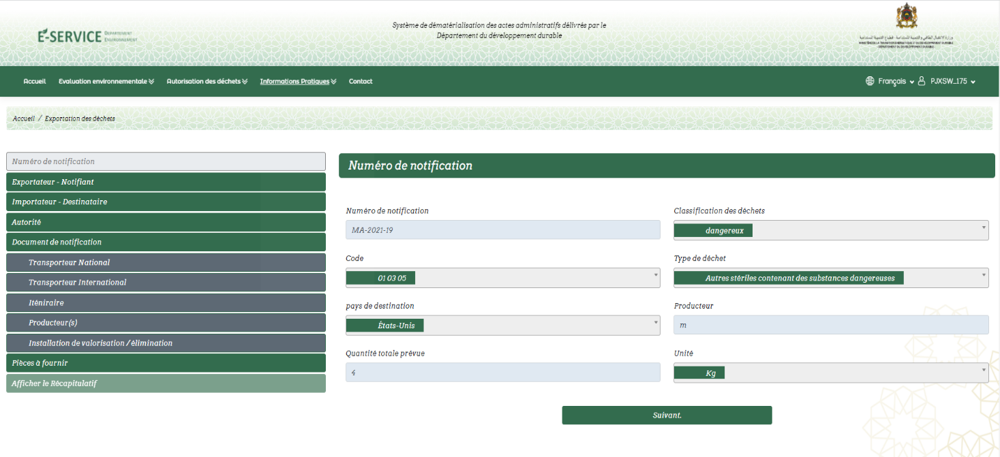 E-SERVICE DÉPARTEMENT ENVIRONNEMENT
Système de dématérialisation des actes administratifs délivrés par le
Département du développement durable
Accueil
Evaluation environnementale
Autorisation des déchets
Informations Pratiques
Contact
Français
PJXSW_175
Accueil / Exportation des déchets
Numéro de notification
Exportateur - Notifiant
Importateur - Destinataire
Autorité
Document de notification
Transporteur National
Transporteur International
Iténiraire
Producteur(s)
Installation de valorisation / élimination
Pièces à fournir
Afficher le Récapitulatif
Numéro de notification
Numéro de notification
MA-2021-19
Classification des déchets
dangereux
Code
01 03 05
Type de déchet
Autres stériles contenant des substances dangereuses
pays de destination
États-Unis
Producteur
m
Quantité totale prévue
4
Unité
Kg
Suivant.